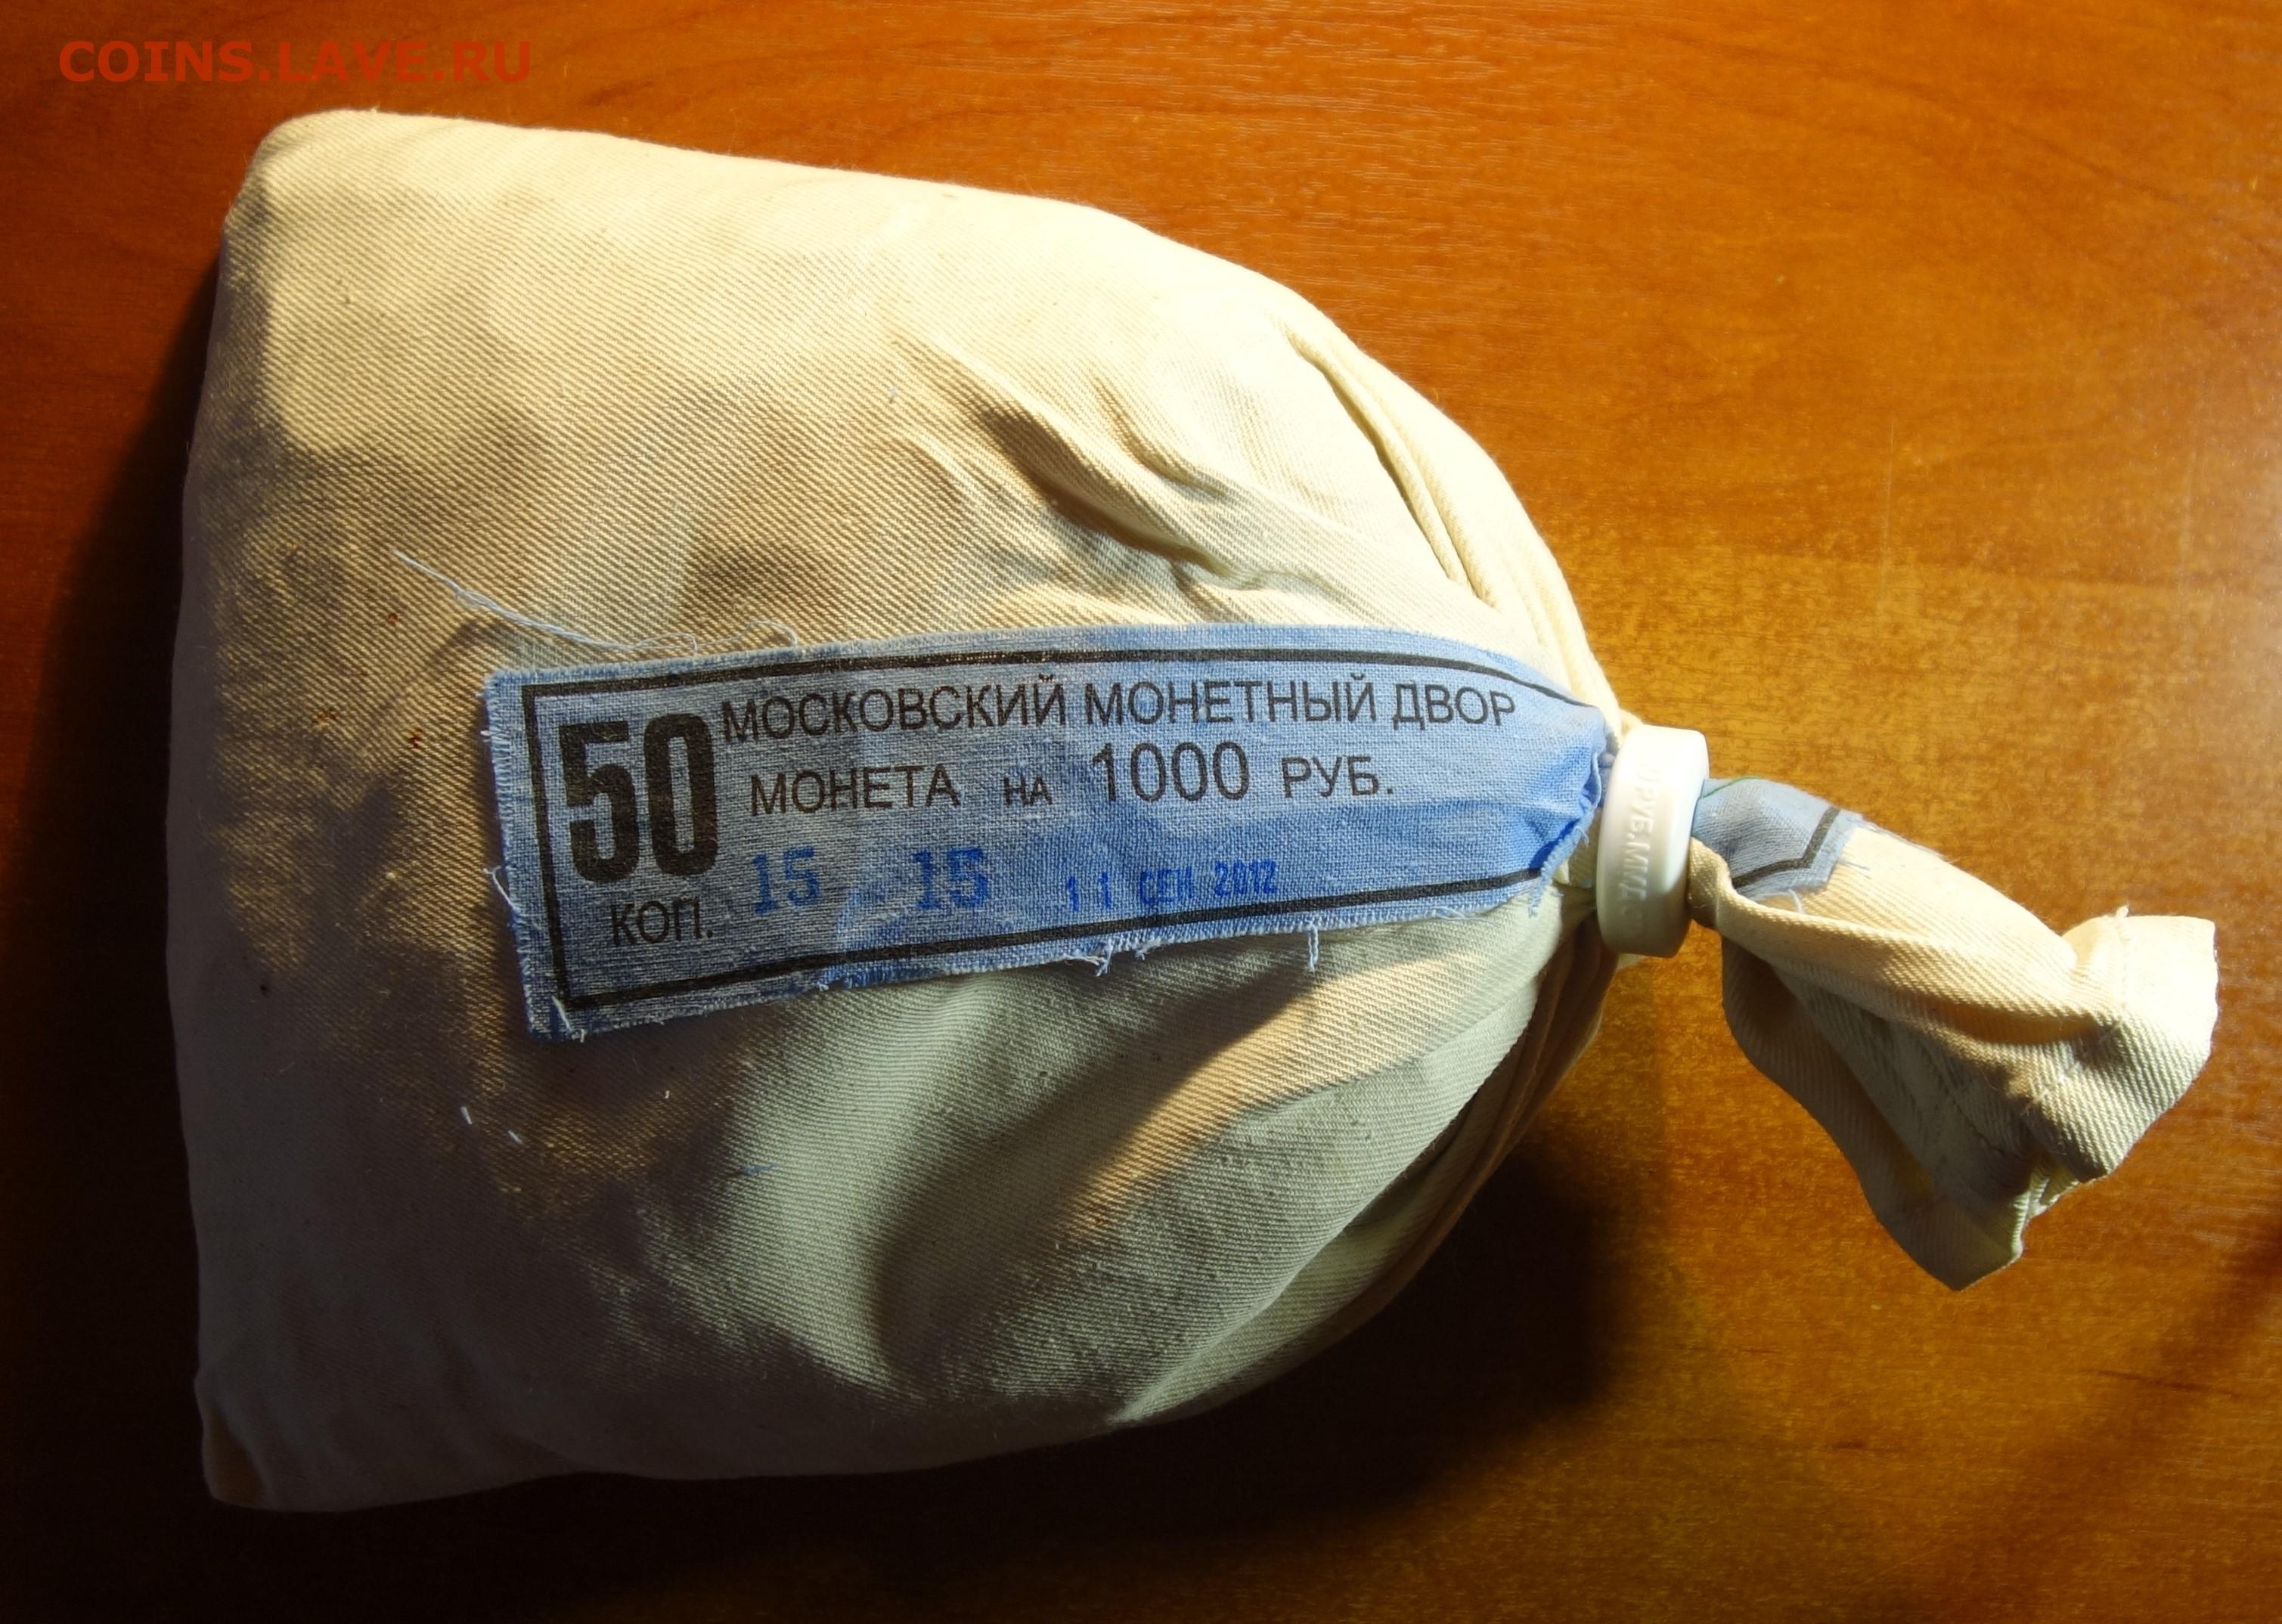 COINS.LAVE.RU
50 МОСКОВСКИЙ МОНЕТНЫЙ ДВОР
МОНЕТА НА 1000 РУБ.
КОП. 15 15 11 СЕН 2012